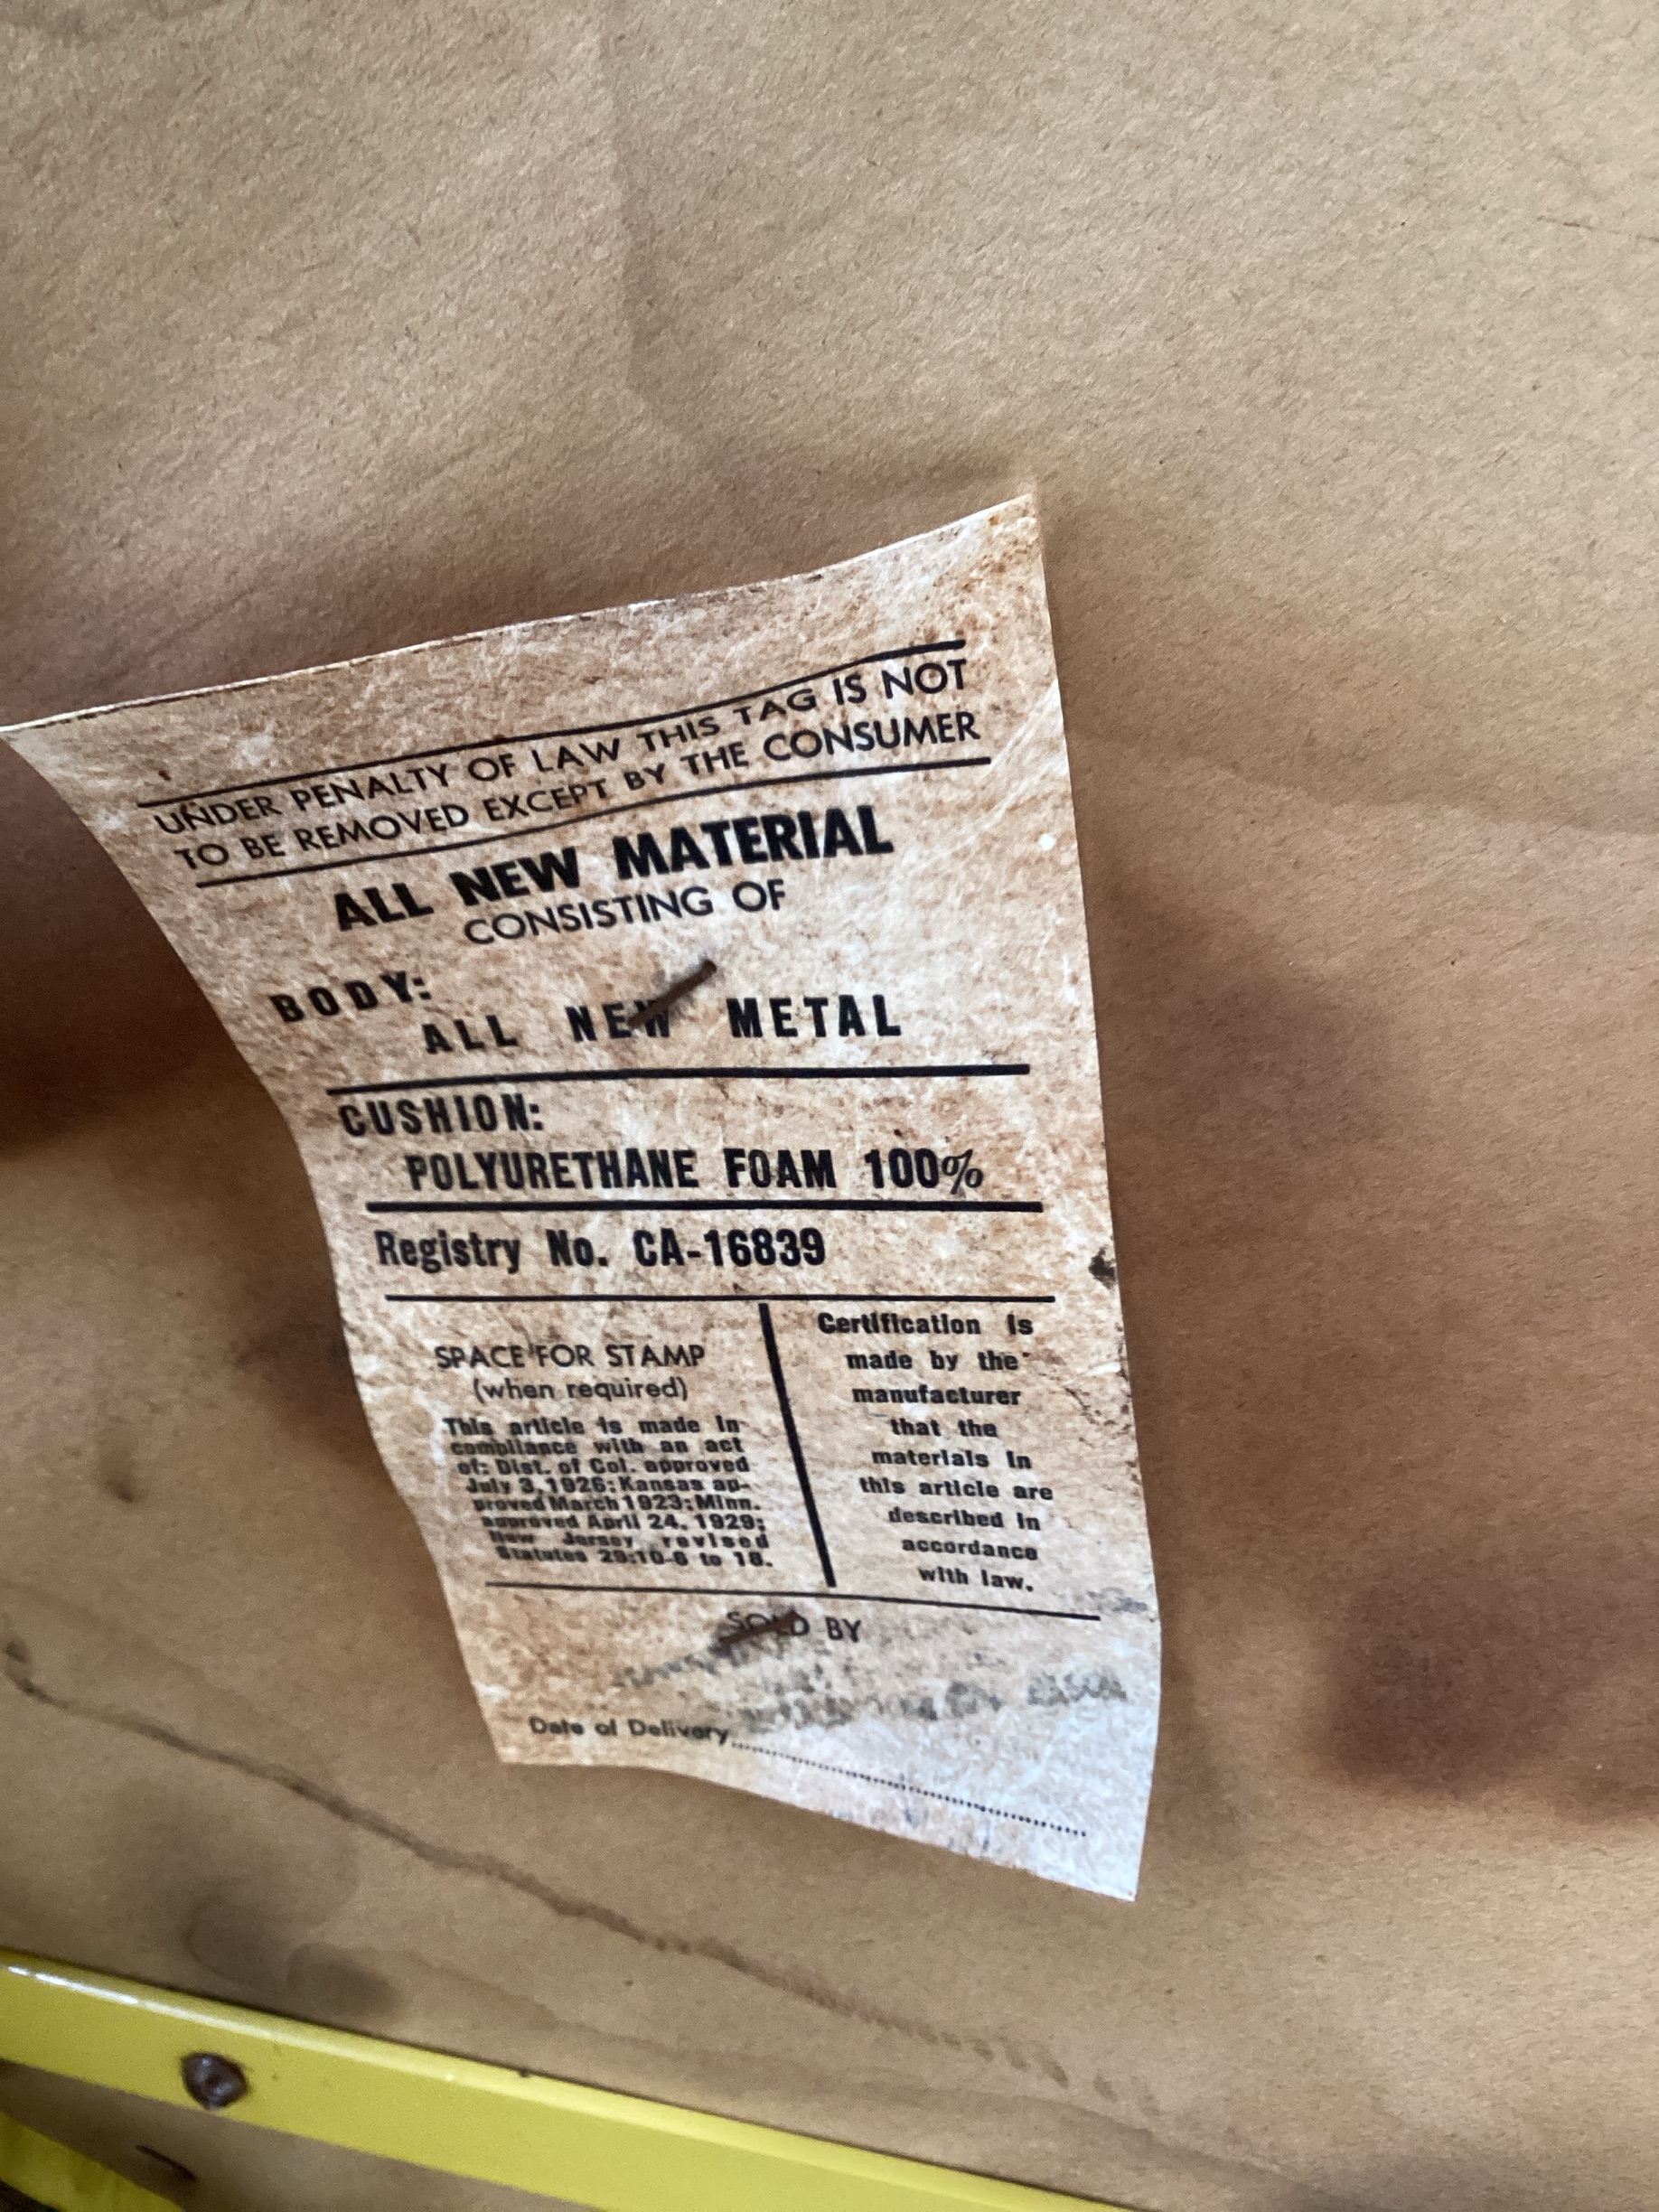 UNDER PENALTY OF LAW THIS TAG IS NOT
TO BE REMOVED EXCEPT BY THE CONSUMER
ALL NEW MATERIAL
CONSISTING OF
BODY:
ALL NEW METAL
CUSHION:
POLYURETHANE FOAM 100%
Registry No. CA-16839
SPACE FOR STAMP
(when required)
This article is made in
compliance with an act
of: Dist. of Col. approved
July 3, 1926; Kansas ap-
proved March 1923; Minn.
approved April 24, 1929;
New Jersey revised
Statutes 26:10-6 to 18.
Certification is
made by the
manufacturer
that the
materials in
this article are
described in
accordance
with law.
SOLD BY
Date of Delivery